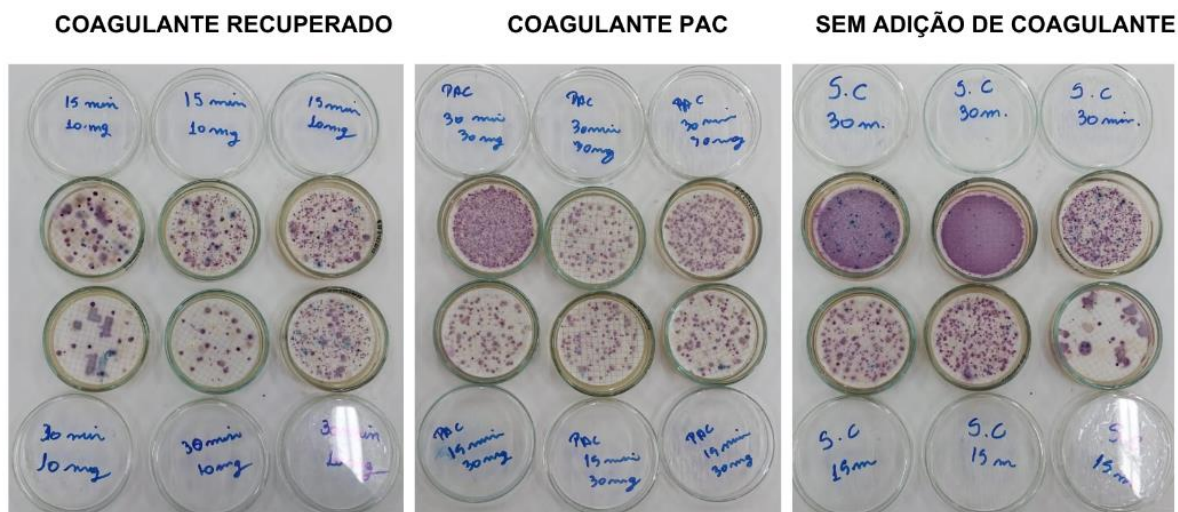 COAGULANTE RECUPERADO
COAGULANTE PAC
SEM ADIÇÃO DE COAGULANTE
15 min
10 mg
15 min
10 mg
15 min
10 mg
PAC
30 min
30 mg
PAC
30 min
30 mg
PAC
30 min
30 mg
S.C
30 m.
S.C
30 m.
S.C
30 min.
30 min
10 mg
30 min
10 mg
30 min
PAC
15 min
30 mg
PAC
15 min
30 mg
PAC
15 min
30 mg
S.C
15 m
S.C
15 m
15 m